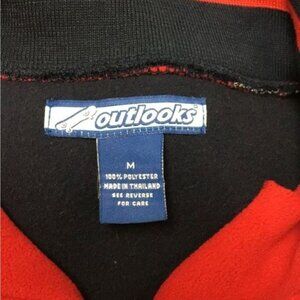 outlooks
M
100% POLYESTER
MADE IN THAILAND
SEE REVERSE
FOR CARE